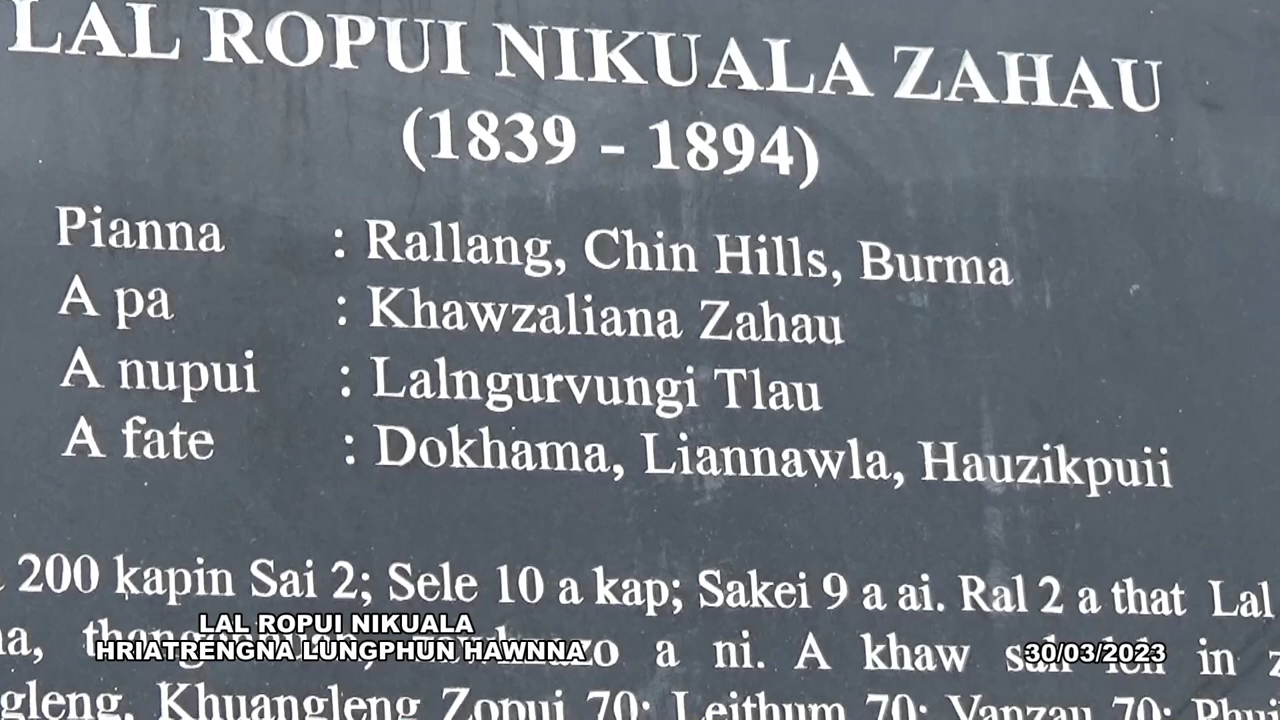 LAL ROPUI NIKUALA ZAHAU
(1839 - 1894)
Pianna : Rallang, Chin Hills, Burma
A pa : Khawzaliana Zahau
A nupui : Lalngurvungi Tlau
A fate : Dokhama, Liannawla, Hauzikpuii
200 kapin Sai 2; Sele 10 a kap; Sakei 9 a ai. Ral 2 a that Lal
a ni. A khaw in
Khuangleng Zopui 70; Leithum 70; Vanzau 70;
LAL ROPUI NIKUALA
HRIATRENGNA LUNGPHUN HAWNNA
30/03/2023